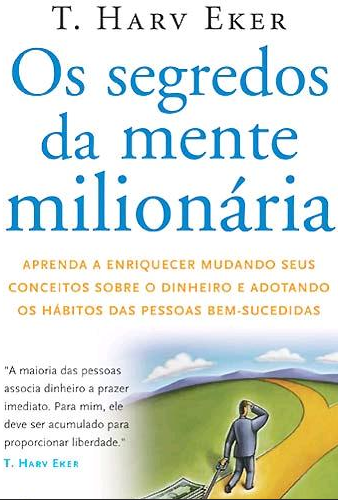 T. HARV EKER
Os segredos
da mente
milionária
APRENDA A ENRIQUECER MUDANDO SEUS
CONCEITOS SOBRE O DINHEIRO E ADOTANDO
OS HÁBITOS DAS PESSOAS BEM-SUCEDIDAS
"A maioria das pessoas
associa dinheiro a prazer
imediato. Para mim, ele
deve ser acumulado para
proporcionar liberdade."
T. HARV EKER